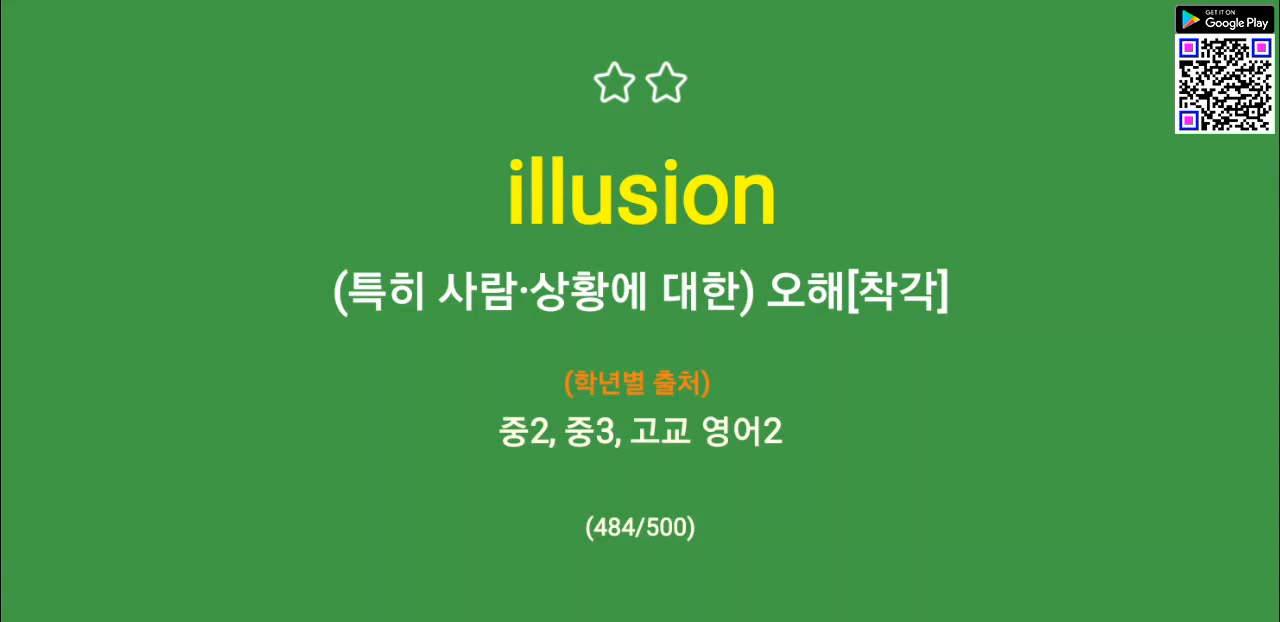 GET IT ON
Google Play
illusion
(특히 사람·상황에 대한) 오해[착각]
(학년별 출처)
중2, 중3, 고교 영어2
(484/500)